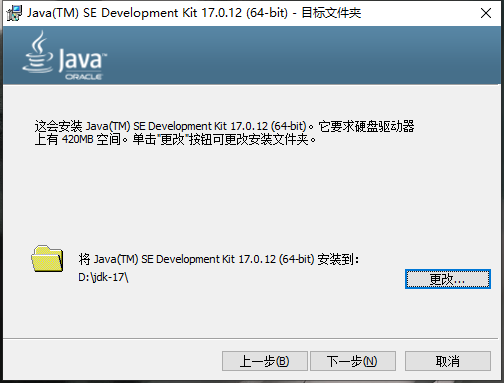 Java(TM) SE Development Kit 17.0.12 (64-bit) - 目标文件夹
Java™
ORACLE
这会安装 Java(TM) SE Development Kit 17.0.12 (64-bit)。它要求硬盘驱动器
上有 420MB 空间。单击"更改"按钮可更改安装文件夹。
将 Java(TM) SE Development Kit 17.0.12 (64-bit) 安装到：
D:\jdk-17\
更改...
上一步(B)
下一步(N)
取消